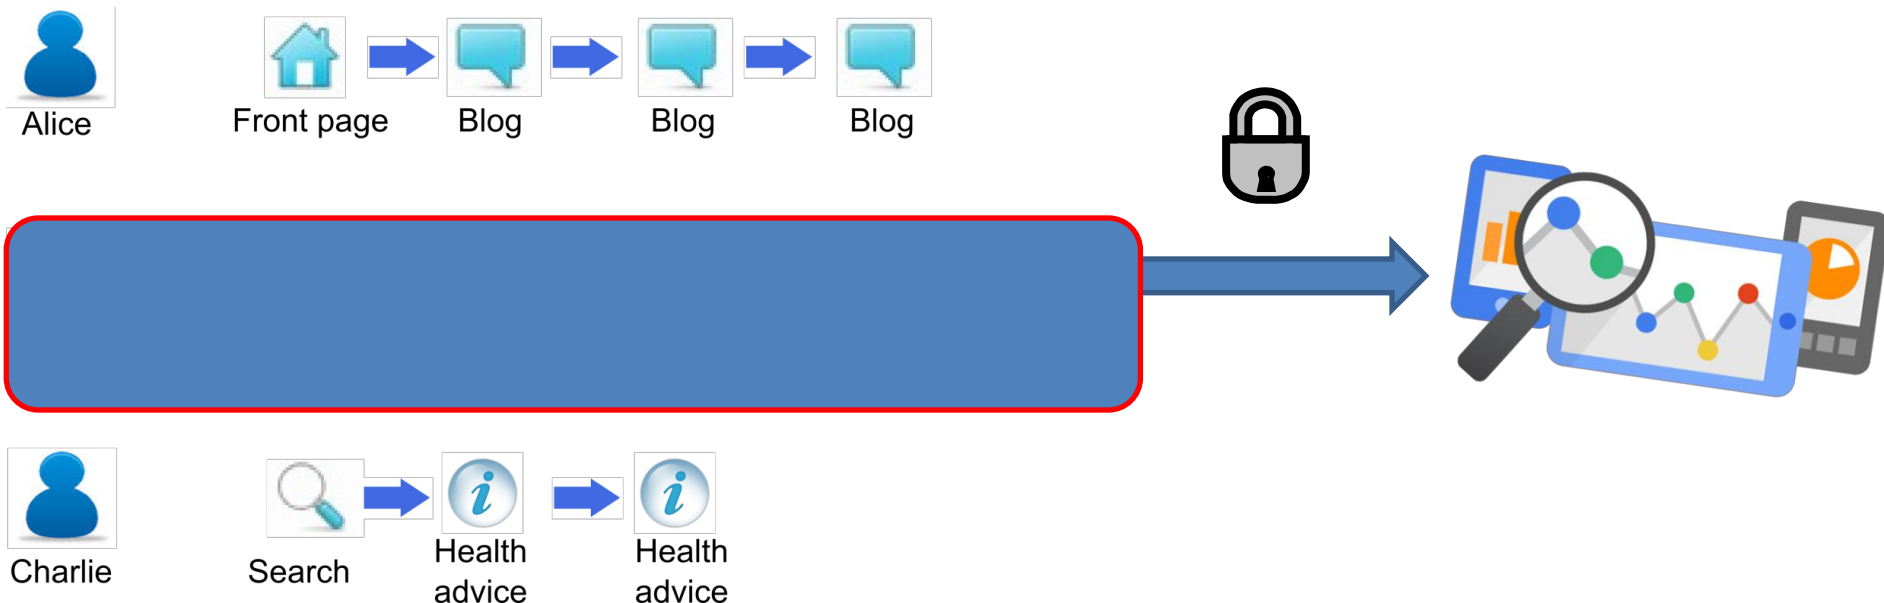 Alice
Front page
Blog
Blog
Blog
Charlie
Search
Health
advice
Health
advice